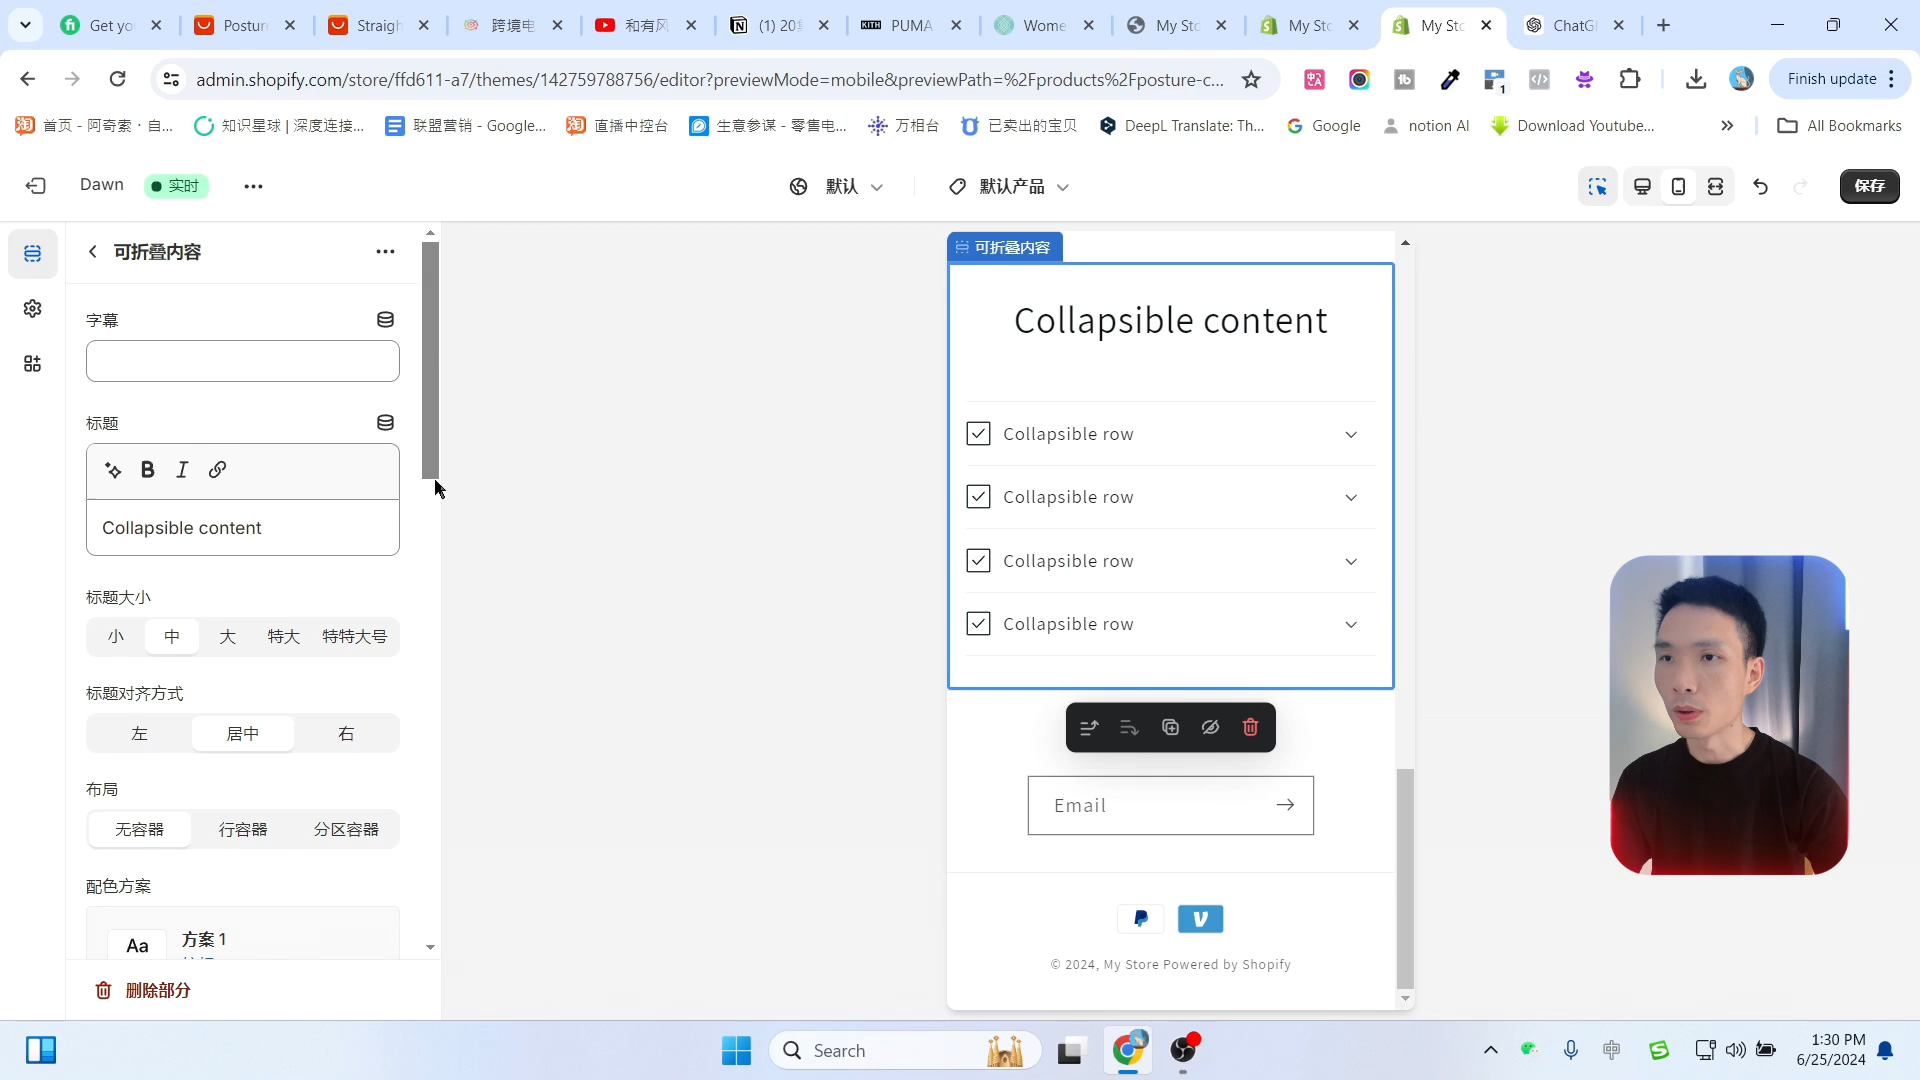 Get yo
Posture
Straigh
跨境电
和有风
(1) 20
KITH
PUMA
Wome
My Sto
My Sto
My Sto
ChatG
admin.shopify.com/store/ffd611-a7/themes/142759788756/editor?previewMode=mobile&previewPath=%2Fproducts%2Fposture-c...
1
Finish update
首页 - 阿奇索 · 自...
知识星球 | 深度连接...
联盟营销 - Google...
直播中控台
生意参谋 - 零售电...
万相台
已卖出的宝贝
DeepL Translate: Th...
Google
notion AI
Download Youtube...
All Bookmarks
Dawn
实时
默认
默认产品
保存
可折叠内容
字幕
标题
B I
Collapsible content
标题大小
小 中 大 特大 特特大号
标题对齐方式
左 居中 右
布局
无容器 行容器 分区容器
配色方案
Aa
方案 1
删除部分
可折叠内容
Collapsible content
Collapsible row
Collapsible row
Collapsible row
Collapsible row
Email
© 2024, My Store Powered by Shopify
Search
中
1:30 PM
6/25/2024